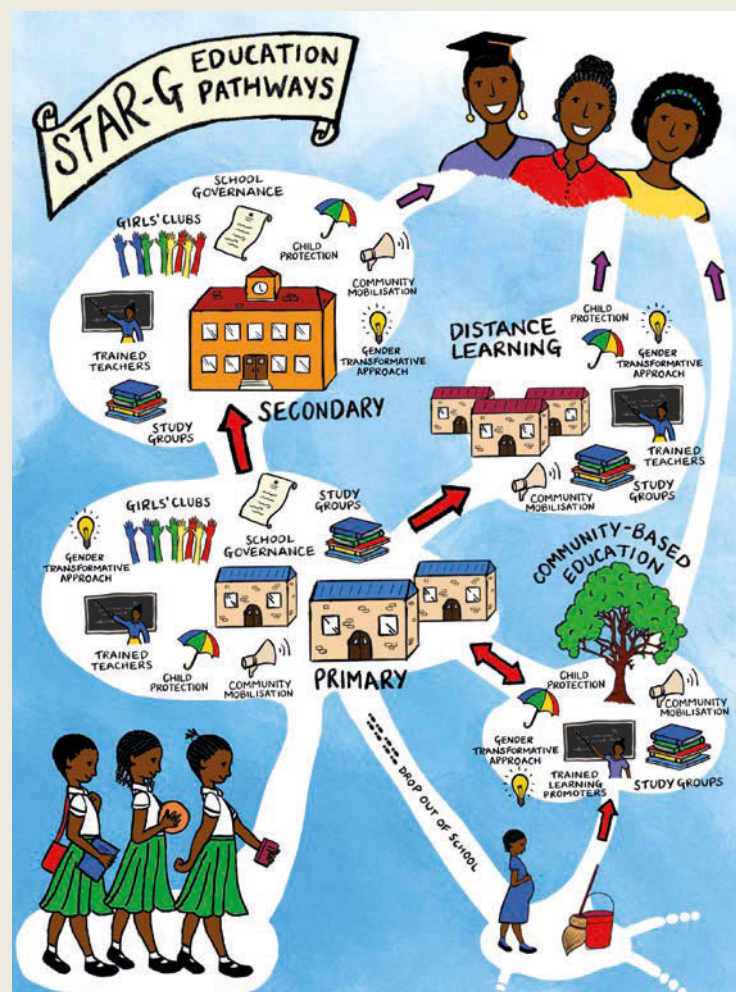 STAR-G EDUCATION
PATHWAYS
SCHOOL
GOVERNANCE
GIRLS' CLUBS
CHILD
PROTECTION
COMMUNITY
MOBILISATION
TRAINED
TEACHERS
GENDER
TRANSFORMATIVE
APPROACH
STUDY
GROUPS
SECONDARY
DISTANCE
LEARNING
CHILD
PROTECTION
GENDER
TRANSFORMATIVE
APPROACH
TRAINED
TEACHERS
STUDY
GROUPS
COMMUNITY
MOBILISATION
GIRLS' CLUBS
SCHOOL
GOVERNANCE
STUDY
GROUPS
GENDER
TRANSFORMATIVE
APPROACH
TRAINED
TEACHERS
CHILD
PROTECTION
COMMUNITY
MOBILISATION
PRIMARY
COMMUNITY-BASED
EDUCATION
CHILD
PROTECTION
COMMUNITY
MOBILISATION
GENDER
TRANSFORMATIVE
APPROACH
TRAINED
LEARNING
PROMOTERS
STUDY GROUPS
DROP OUT OF SCHOOL